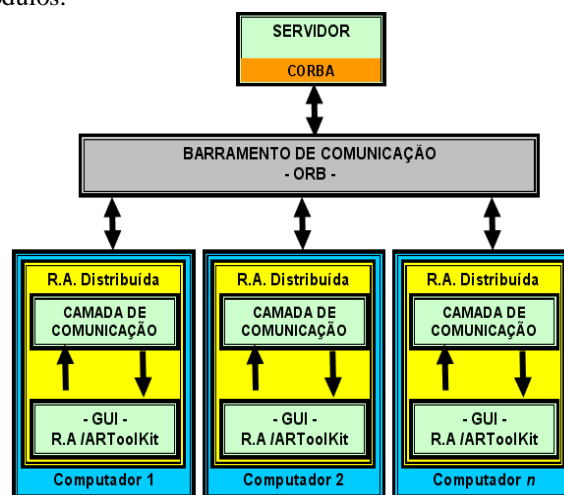 ódulos.
SERVIDOR
CORBA
BARRAMENTO DE COMUNICAÇÃO
- ORB -
R.A. Distribuída
CAMADA DE
COMUNICAÇÃO
- GUI -
R.A /ARToolKit
Computador 1
R.A. Distribuída
CAMADA DE
COMUNICAÇÃO
- GUI -
R.A /ARToolKit
Computador 2
R.A. Distribuída
CAMADA DE
COMUNICAÇÃO
- GUI -
R.A /ARToolKit
Computador n